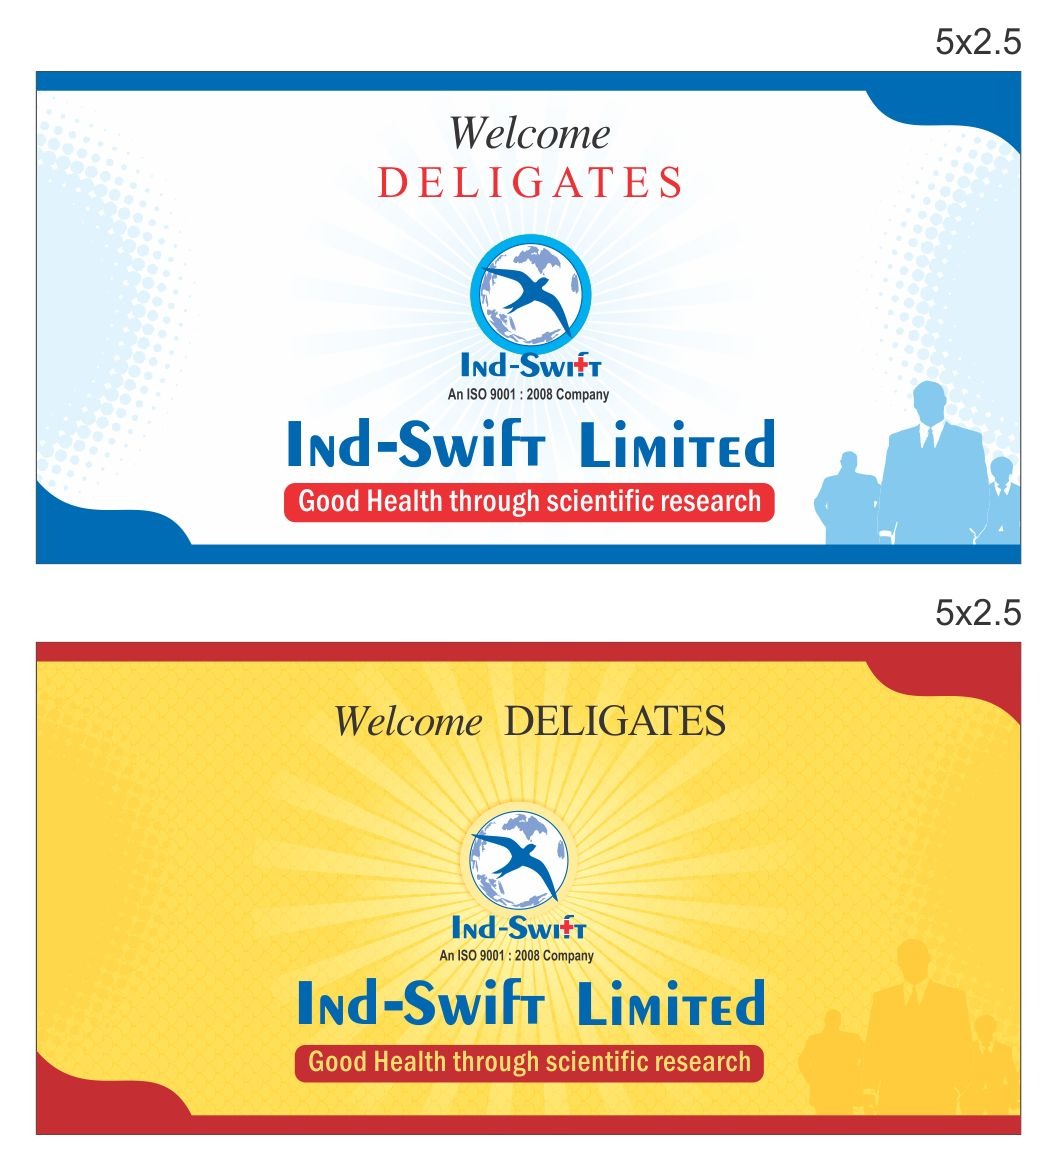 5x2.5
Welcome
DELIGATES
Ind-Swift
An ISO 9001 : 2008 Company
Ind-Swift Limited
Good Health through scientific research
5x2.5
Welcome DELIGATES
Ind-Swift
An ISO 9001 : 2008 Company
Ind-Swift Limited
Good Health through scientific research